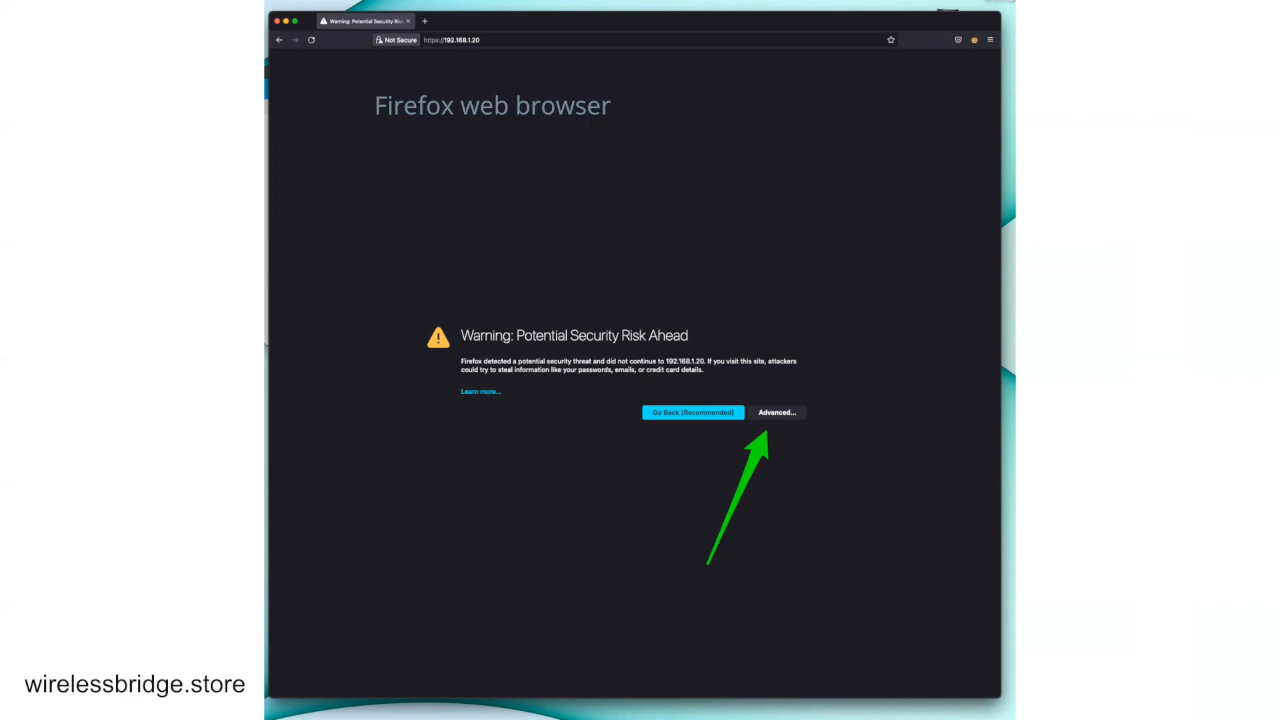 Warning: Potential Security Ris
Not Secure
https://192.168.1.20
Firefox web browser
Warning: Potential Security Risk Ahead
Firefox detected a potential security threat and did not continue to 192.168.1.20. If you visit this site, attackers
could try to steal information like your passwords, emails, or credit card details.
Learn more...
Go Back (Recommended)
Advanced...
wirelessbridge.store